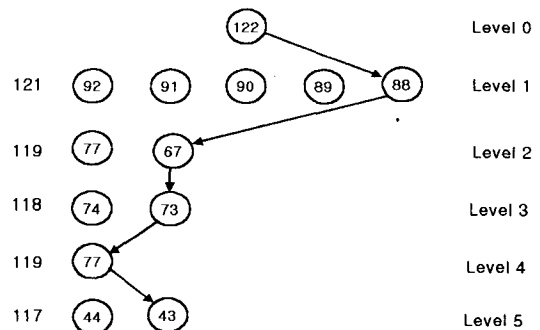 122 Level 0
121 92 91 90 89 88 Level 1
119 77 67 Level 2
118 74 73 Level 3
119 77 Level 4
117 44 43 Level 5